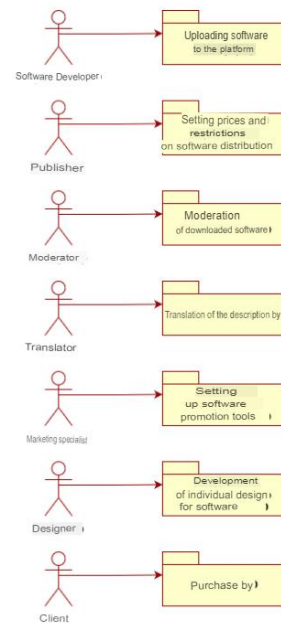 Software Developer
Uploading software
to the platform
Publisher
Setting prices and
restrictions
on software distribution
Moderator
Moderation
of downloaded software
Translator
Translation of the description by
Marketing specialist
Setting
up software
promotion tools
Designer
Development
of individual design
for software
Client
Purchase by